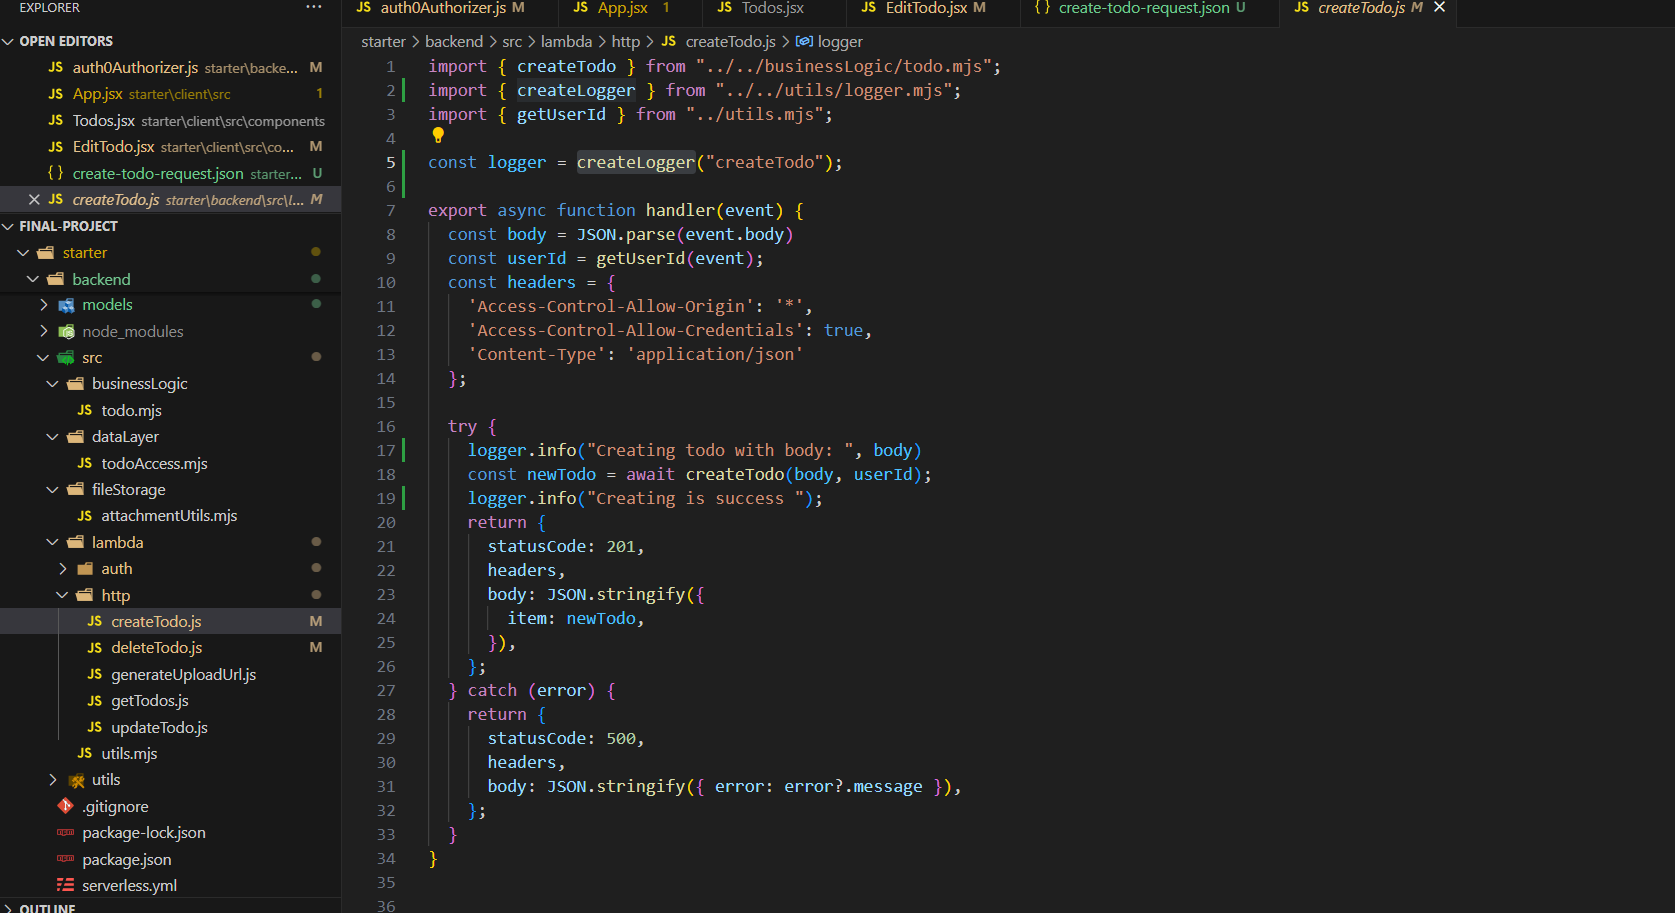 EXPLORER ···
OPEN EDITORS
JS auth0Authorizer.js starter\backe... M
JS App.jsx starter\client\src 1
JS Todos.jsx starter\client\src\components
JS EditTodo.jsx starter\client\src\co... M
{} create-todo-request.json starter... U
JS createTodo.js starter\backend\src\l... M
FINAL-PROJECT
starter
backend
models
node_modules
src
businessLogic
JS todo.mjs
dataLayer
JS todoAccess.mjs
fileStorage
JS attachmentUtils.mjs
lambda
auth
http
JS createTodo.js M
JS deleteTodo.js M
JS generateUploadUrl.js
JS getTodos.js
JS updateTodo.js
JS utils.mjs
utils
.gitignore
package-lock.json
package.json
serverless.yml
OUTLINE
JS auth0Authorizer.js M JS App.jsx 1 JS Todos.jsx JS EditTodo.jsx M {} create-todo-request.json U JS createTodo.js M
starter > backend > src > lambda > http > JS createTodo.js > logger
1 import { createTodo } from "../../businessLogic/todo.mjs";
2 import { createLogger } from "../../utils/logger.mjs";
3 import { getUserId } from "../utils.mjs";
4
5 const logger = createLogger("createTodo");
6
7 export async function handler(event) {
8 const body = JSON.parse(event.body)
9 const userId = getUserId(event);
10 const headers = {
11 'Access-Control-Allow-Origin': '*',
12 'Access-Control-Allow-Credentials': true,
13 'Content-Type': 'application/json'
14 };
15
16 try {
17 logger.info("Creating todo with body: ", body)
18 const newTodo = await createTodo(body, userId);
19 logger.info("Creating is success ");
20 return {
21 statusCode: 201,
22 headers,
23 body: JSON.stringify({
24 item: newTodo,
25 }),
26 };
27 } catch (error) {
28 return {
29 statusCode: 500,
30 headers,
31 body: JSON.stringify({ error: error?.message }),
32 };
33 }
34 }
35
36